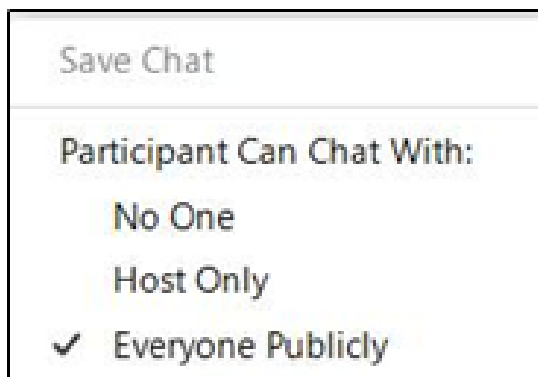 Save Chat
Participant Can Chat With:
No One
Host Only
✓ Everyone Publicly